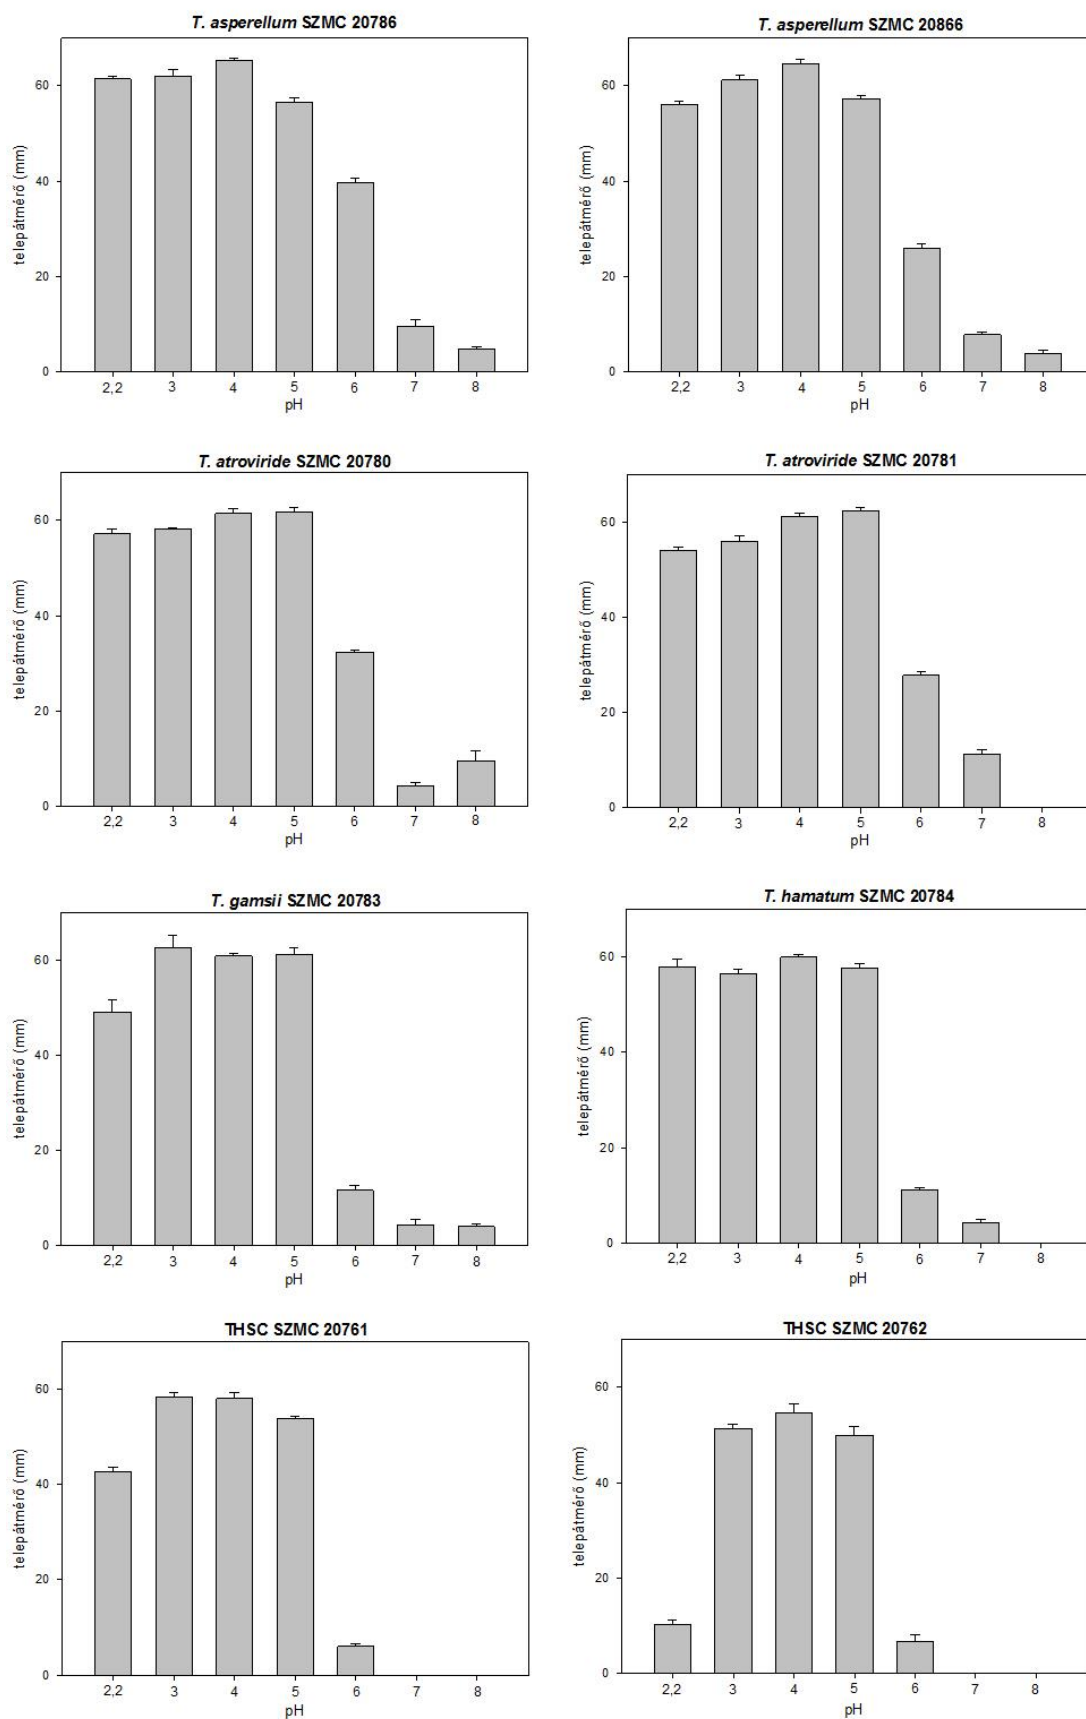 T. asperellum SZMC 20786
telepátmérő (mm)
60
40
20
0
2,2 3 4 5 6 7 8
pH
T. asperellum SZMC 20866
telepátmérő (mm)
60
40
20
0
2,2 3 4 5 6 7 8
pH
T. atroviride SZMC 20780
telepátmérő (mm)
60
40
20
0
2,2 3 4 5 6 7 8
pH
T. atroviride SZMC 20781
telepátmérő (mm)
60
40
20
0
2,2 3 4 5 6 7 8
pH
T. gamsii SZMC 20783
telepátmérő (mm)
60
40
20
0
2,2 3 4 5 6 7 8
pH
T. hamatum SZMC 20784
telepátmérő (mm)
60
40
20
0
2,2 3 4 5 6 7 8
pH
THSC SZMC 20761
telepátmérő (mm)
60
40
20
0
2,2 3 4 5 6 7 8
pH
THSC SZMC 20762
telepátmérő (mm)
60
40
20
0
2,2 3 4 5 6 7 8
pH